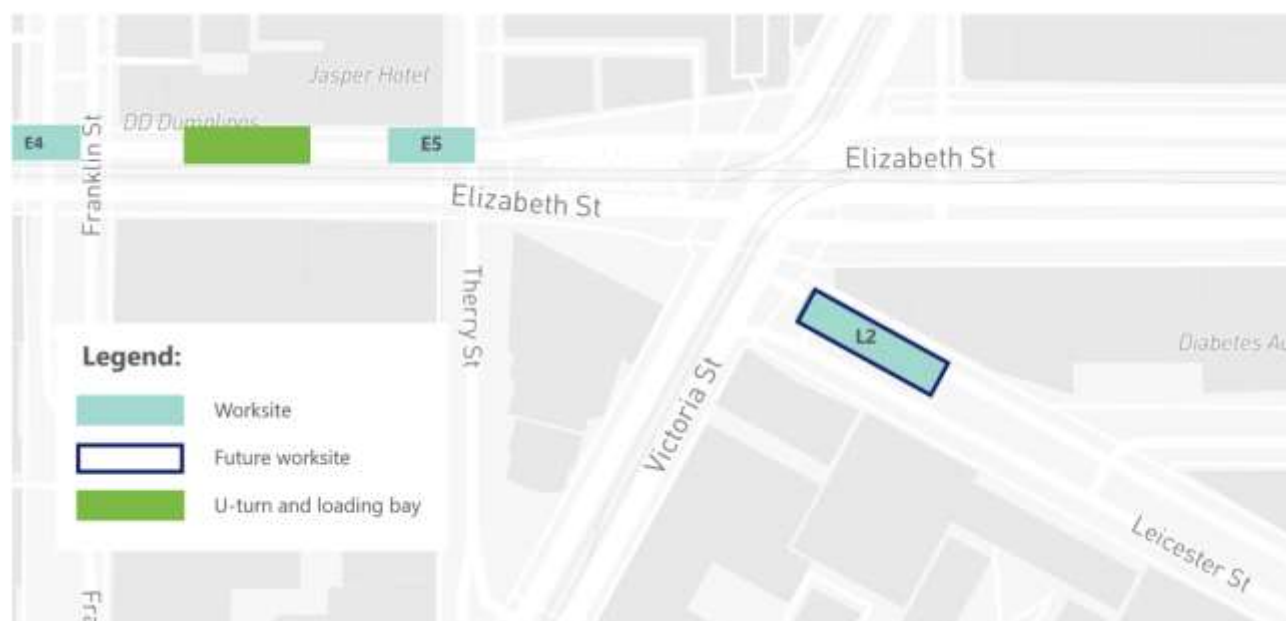 Jasper Hotel
DD Dumplings
E4
E5
Franklin St
Elizabeth St
Elizabeth St
Therry St
L2
Diabetes Au
Victoria St
Legend:
Worksite
Future worksite
U-turn and loading bay
Leicester St
Fra